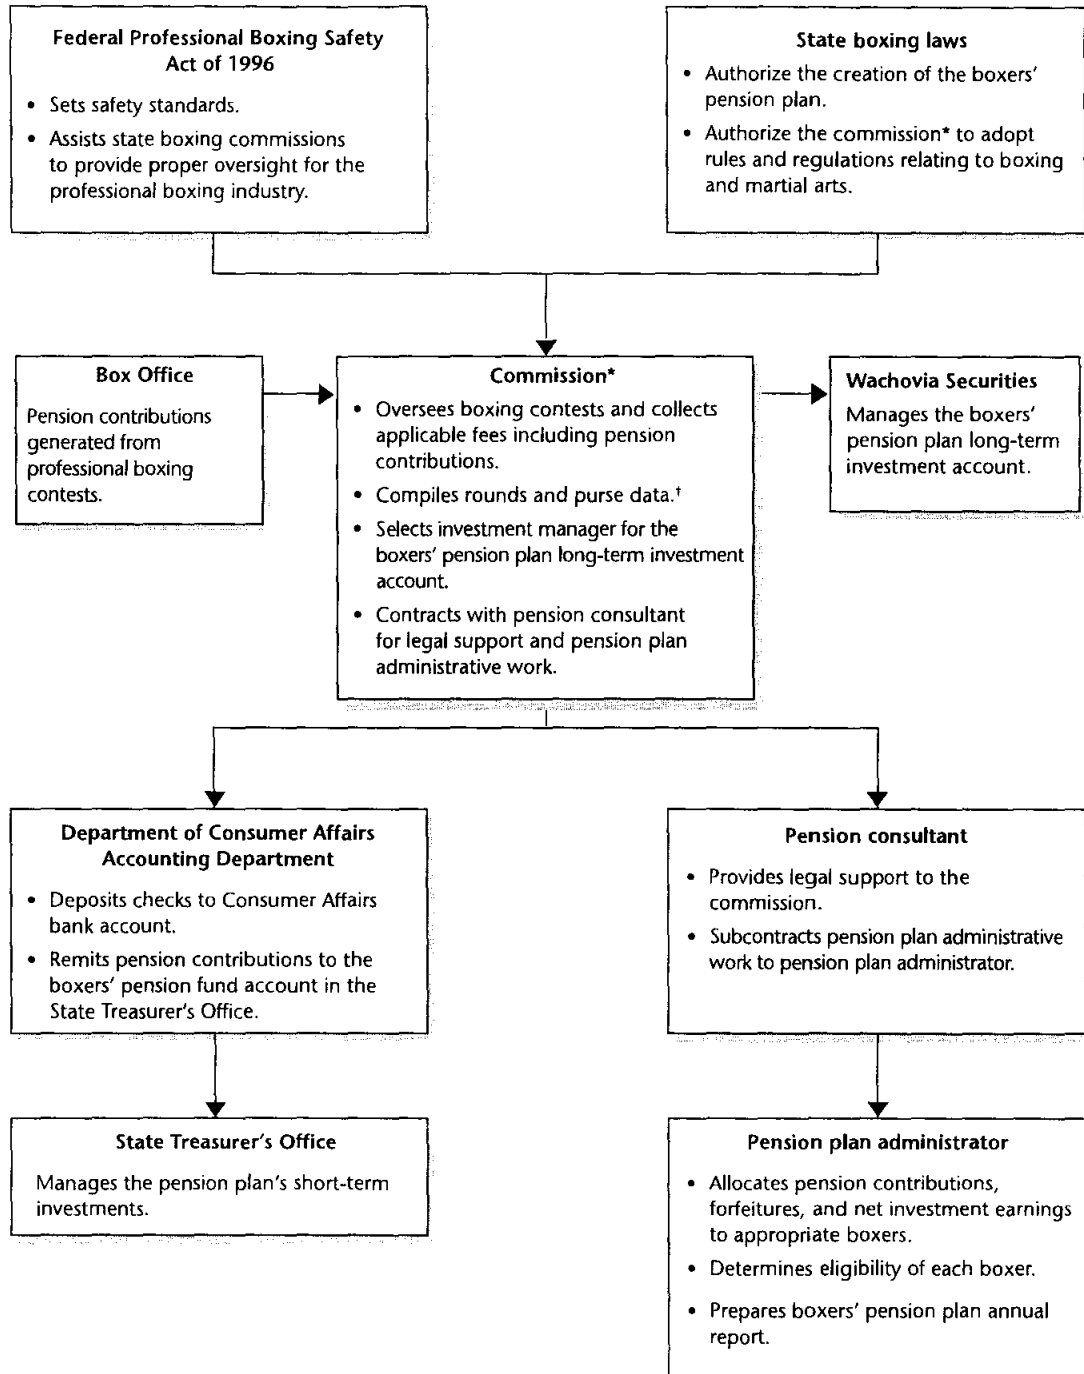 Federal Professional Boxing Safety
Act of 1996
• Sets safety standards.
• Assists state boxing commissions
to provide proper oversight for the
professional boxing industry.
State boxing laws
• Authorize the creation of the boxers'
pension plan.
• Authorize the commission* to adopt
rules and regulations relating to boxing
and martial arts.
Box Office
Pension contributions
generated from
professional boxing
contests.
Commission*
• Oversees boxing contests and collects
applicable fees including pension
contributions.
• Compiles rounds and purse data.†
• Selects investment manager for the
boxers' pension plan long-term investment
account.
• Contracts with pension consultant
for legal support and pension plan
administrative work.
Wachovia Securities
Manages the boxers'
pension plan long-term
investment account.
Department of Consumer Affairs
Accounting Department
• Deposits checks to Consumer Affairs
bank account.
• Remits pension contributions to the
boxers' pension fund account in the
State Treasurer's Office.
Pension consultant
• Provides legal support to the
commission.
• Subcontracts pension plan administrative
work to pension plan administrator.
State Treasurer's Office
Manages the pension plan's short-term
investments.
Pension plan administrator
• Allocates pension contributions,
forfeitures, and net investment earnings
to appropriate boxers.
• Determines eligibility of each boxer.
• Prepares boxers' pension plan annual
report.